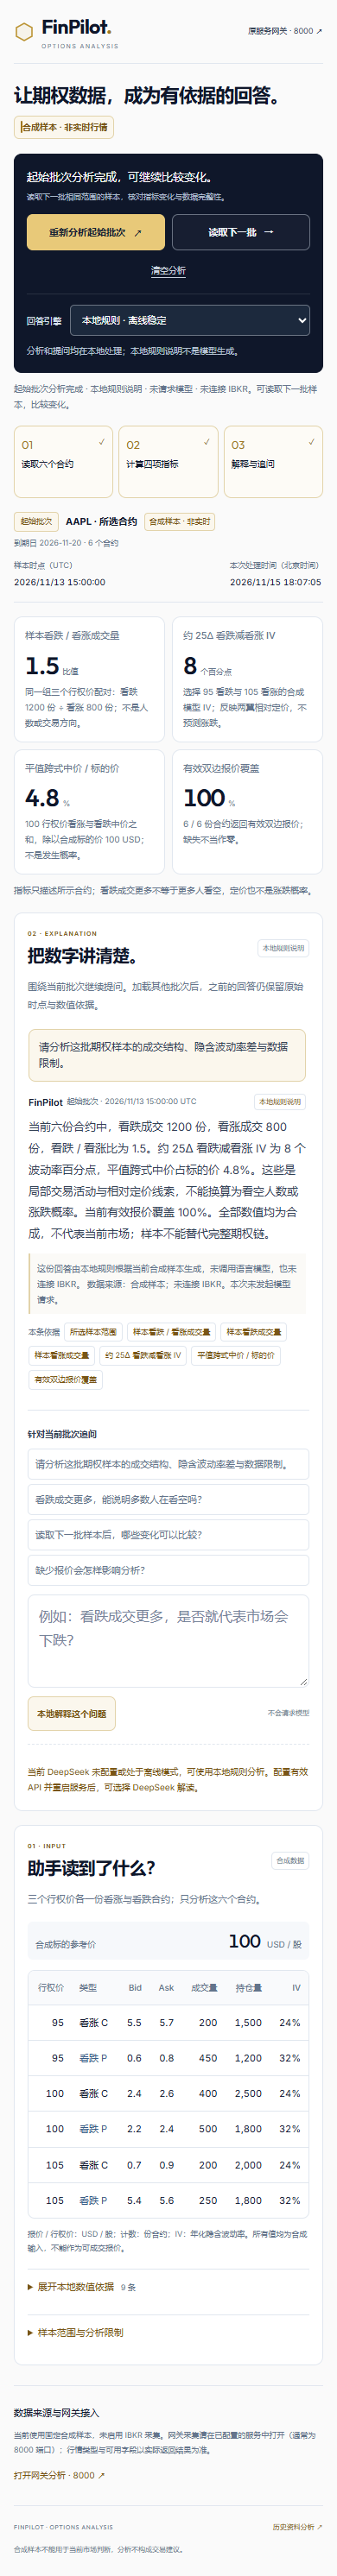 FinPilot.
OPTIONS ANALYSIS
原服务网关 · 8000 ↗
让期权数据，成为有依据的回答。
合成样本 · 非实时行情
起始批次分析完成，可继续比较变化。
读取下一批相同范围的样本，核对指标变化与数据完整性。
重新分析起始批次 ↗
读取下一批 →
清空分析
回答引擎
本地规则 · 离线稳定
分析和提问均在本地处理；本地规则说明不是模型生成。
起始批次分析完成 · 本地规则说明 · 未请求模型 · 未连接 IBKR。可读取下一批样
本，比较变化。
01 ✓
读取六个合约
02 ✓
计算四项指标
03 ✓
解释与追问
起始批次 AAPL · 所选合约 合成样本 · 非实时
到期日 2026-11-20 · 6 个合约
样本时点（UTC）
2026/11/13 15:00:00
本次处理时间（北京时间）
2026/11/15 18:07:05
样本看跌 / 看涨成交量
1.5 比值
同一组三个行权价配对：看跌
1200 份 ÷ 看涨 800 份；不是人
数或交易方向。
约 25Δ 看跌减看涨 IV
8 个百分点
选择 95 看跌与 105 看涨的合成
模型 IV；反映两翼相对定价，不
预测涨跌。
平值跨式中价 / 标的价
4.8 %
100 行权价看涨与看跌中价之
和，除以合成标的价 100 USD；
不是发生概率。
有效双边报价覆盖
100 %
6 / 6 份合约返回有效双边报价；
缺失不当作零。
指标只描述所示合约；看跌成交更多不等于更多人看空，定价也不是涨跌概率。
02 · EXPLANATION
把数字讲清楚。
本地规则说明
围绕当前批次继续提问。加载其他批次后，之前的回答仍保留原始
时点与数值依据。
请分析这批期权样本的成交结构、隐含波动率差与数据
限制。
FinPilot 起始批次 · 2026/11/13 15:00:00 UTC 本地规则说明
当前六份合约中，看跌成交 1200 份，看涨成交 800
份，看跌 / 看涨比为 1.5。约 25Δ 看跌减看涨 IV 为 8 个
波动率百分点，平值跨式中价占标的价 4.8%。这些是
局部交易活动与相对定价线索，不能换算为看空人数或
涨跌概率。当前有效报价覆盖 100%。全部数值均为合
成，不代表当前市场；样本不能替代完整期权链。
这份回答由本地规则根据当前合成样本生成，未调用语言模型，也未
连接 IBKR。 数据来源：合成样本；未连接 IBKR。本次未发起模型
请求。
本条依据 所选样本范围 样本看跌 / 看涨成交量 样本看跌成交量
样本看涨成交量 约 25Δ 看跌减看涨 IV 平值跨式中价 / 标的价
有效双边报价覆盖
针对当前批次追问
请分析这批期权样本的成交结构、隐含波动率差与数据限制。
看跌成交更多，能说明多数人在看空吗？
读取下一批样本后，哪些变化可以比较？
缺少报价会怎样影响分析？
例如：看跌成交更多，是否就代表市场会
下跌？
本地解释这个问题
不会请求模型
当前 DeepSeek 未配置或处于离线模式，可使用本地规则分析。配置有效
API 并重启服务后，可选择 DeepSeek 解读。
01 · INPUT
助手读到了什么？
合成数据
三个行权价各一份看涨与看跌合约；只分析这六个合约。
合成标的参考价 100 USD / 股
行权价 类型 Bid Ask 成交量 持仓量 IV
95 看涨 C 5.5 5.7 200 1,500 24%
95 看跌 P 0.6 0.8 450 1,200 32%
100 看涨 C 2.4 2.6 400 2,500 24%
100 看跌 P 2.2 2.4 500 1,800 32%
105 看涨 C 0.7 0.9 200 2,000 24%
105 看跌 P 5.4 5.6 250 1,800 32%
报价 / 行权价：USD / 股；计数：份合约；IV：年化隐含波动率。所有值均为合成
输入，不能作为可成交报价。
▶ 展开本地数值依据 9 条
▶ 样本范围与分析限制
数据来源与网关接入
当前使用固定合成样本，未启用 IBKR 采集。网关采集请在已配置的服务中打开（通常为
8000 端口）；行情类型与可用字段以实际返回结果为准。
打开网关分析 · 8000 ↗
FINPILOT · OPTIONS ANALYSIS
历史资料分析 ↗
合成样本不能用于当前市场判断，分析不构成交易建议。